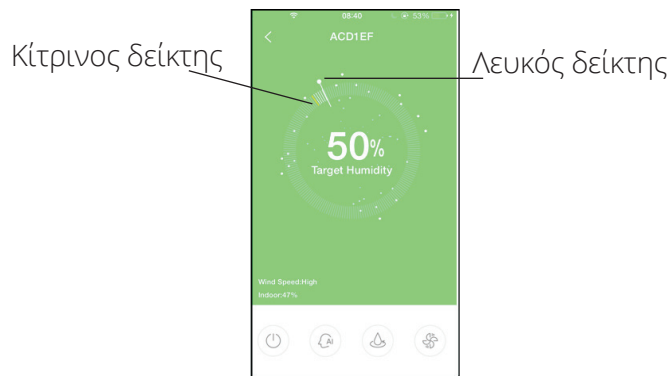 08:40 53%
ACD1EF
Κίτρινος δείκτης
Λευκός δείκτης
50%
Target Humidity
Wind Speed:High
Indoor:47%
AI